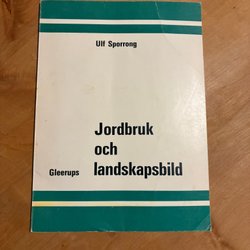 Ulf Sporrong
Jordbruk
och
Gleerups landskapsbild